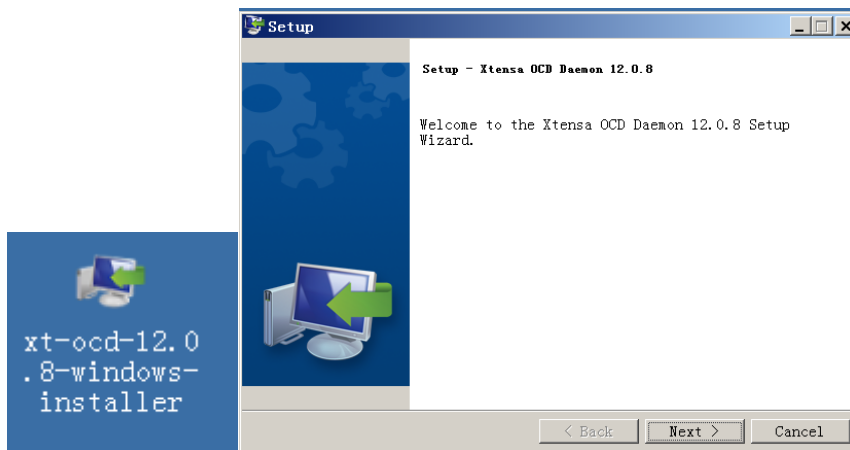 Setup
Setup - Xtensa OCD Daemon 12.0.8
Welcome to the Xtensa OCD Daemon 12.0.8 Setup
Wizard.
xt-ocd-12.0
.8-windows-
installer
< Back
Next >
Cancel